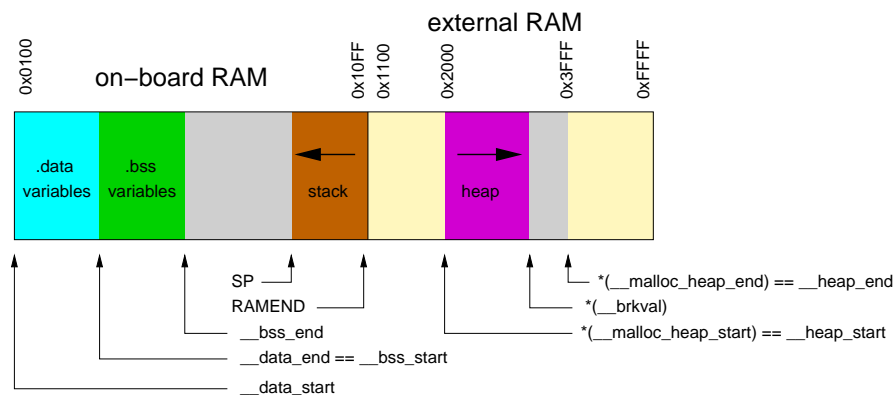 external RAM
on−board RAM
0x0100
0x10FF
0x1100
0x2000
0x3FFF
0xFFFF
.data
variables
.bss
variables
stack
heap
SP
RAMEND
__bss_end
__data_end == __bss_start
__data_start
*(__malloc_heap_end) == __heap_end
*(__brkval)
*(__malloc_heap_start) == __heap_start